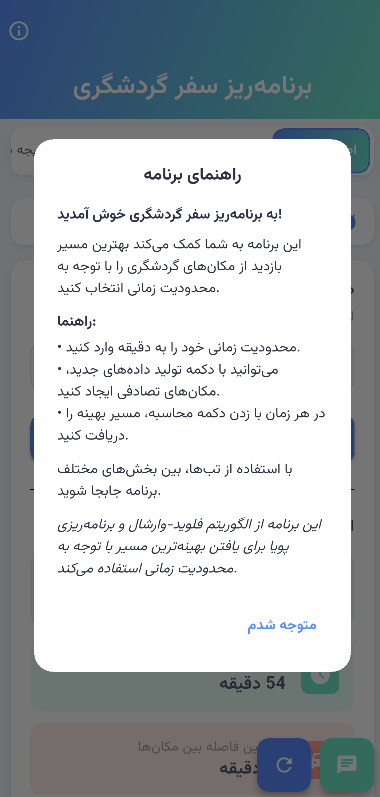 برنامه‌ریز سفر گردشگری
راهنمای برنامه
به برنامه‌ریز سفر گردشگری خوش آمدید!
این برنامه به شما کمک می‌کند بهترین مسیر
بازدید از مکان‌های گردشگری را با توجه به
محدودیت زمانی انتخاب کنید.
راهنما:
• محدودیت زمانی خود را به دقیقه وارد کنید.
• می‌توانید با دکمه تولید داده‌های جدید،
مکان‌های تصادفی ایجاد کنید.
• در هر زمان با زدن دکمه محاسبه، مسیر بهینه را
دریافت کنید.
با استفاده از تب‌ها، بین بخش‌های مختلف
برنامه جابجا شوید.
این برنامه از الگوریتم فلوید-وارشال و برنامه‌ریزی
پویا برای یافتن بهینه‌ترین مسیر با توجه به
محدودیت زمانی استفاده می‌کند.
متوجه شدم
54 دقیقه
فاصله بین مکان‌ها
دقیقه